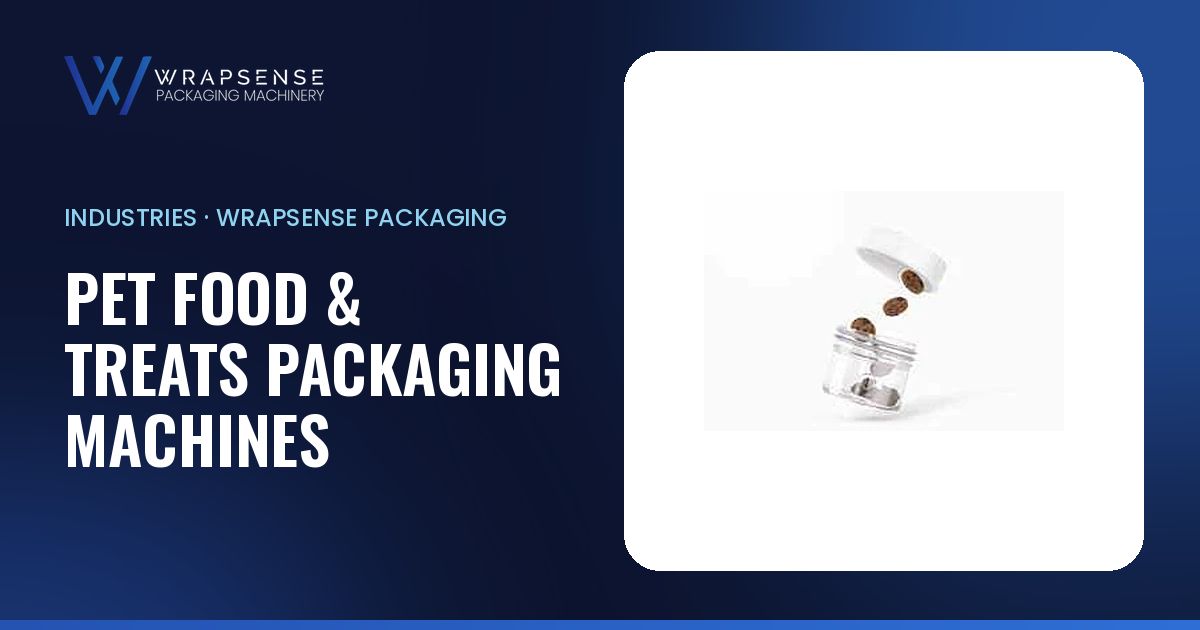 WRAPSENSE
PACKAGING MACHINERY
INDUSTRIES · WRAPSENSE PACKAGING
PET FOOD &
TREATS PACKAGING
MACHINES